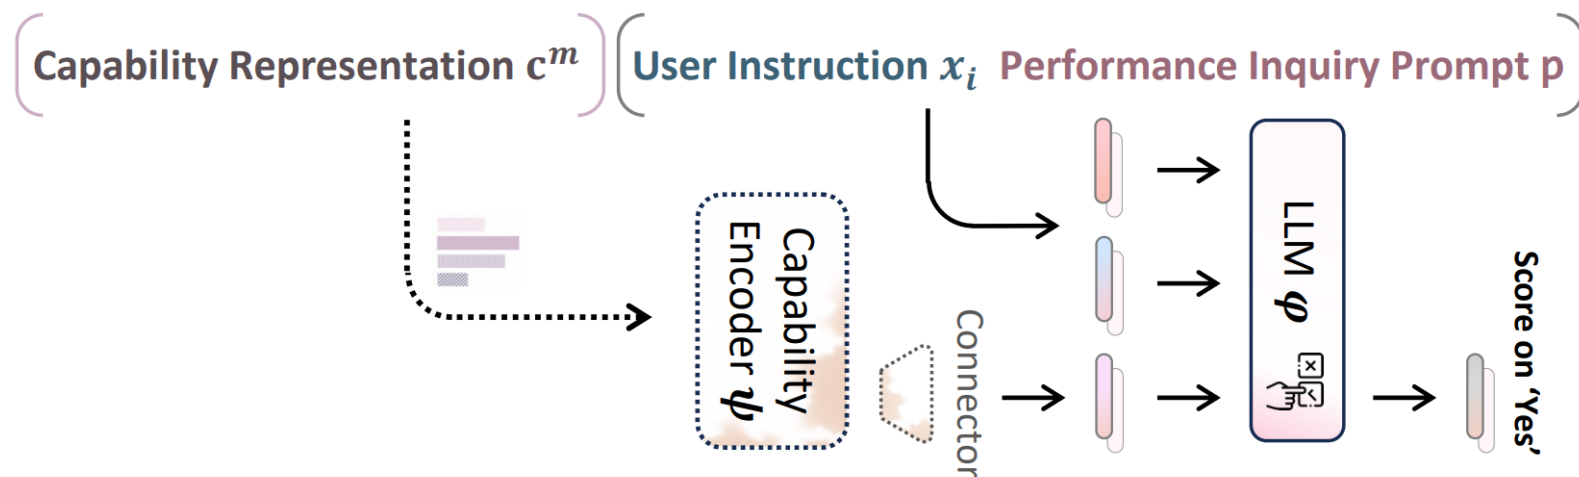 Capability Representation c^m
User Instruction x_i Performance Inquiry Prompt p
Capability
Encoder ψ
Connector
LLM φ
Score on ‘Yes’